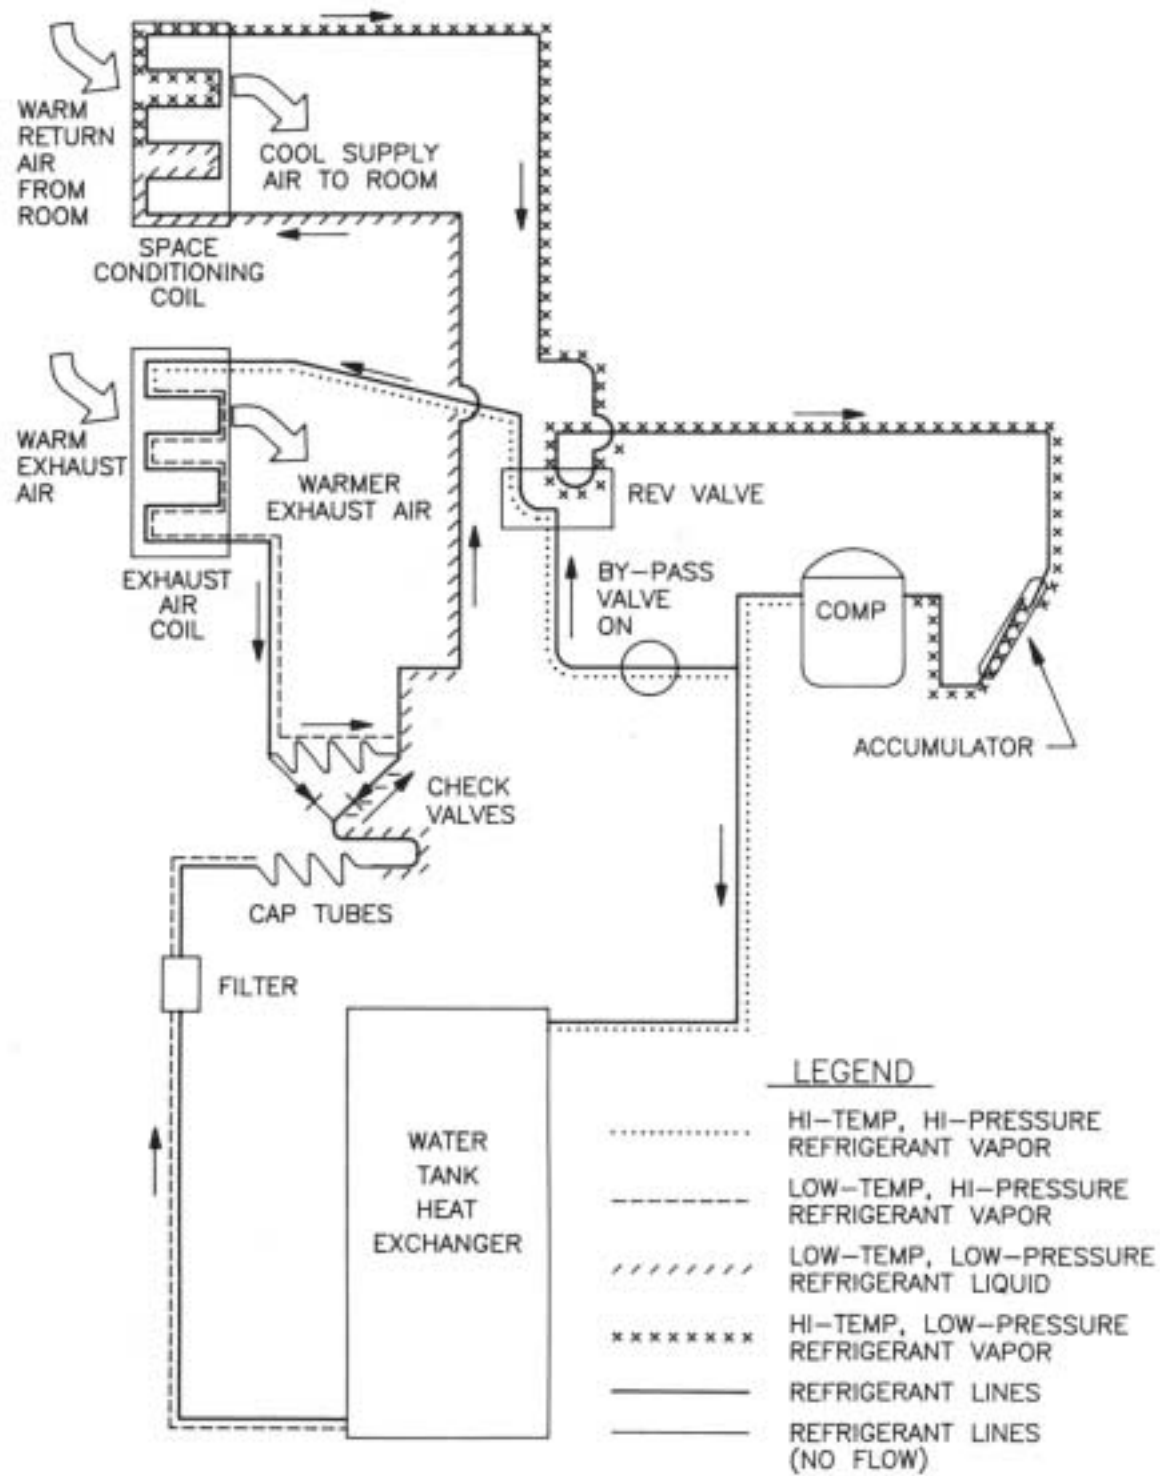 WARM
RETURN
AIR
FROM
ROOM
COOL SUPPLY
AIR TO ROOM
SPACE
CONDITIONING
COIL
WARM
EXHAUST
AIR
WARMER
EXHAUST AIR
EXHAUST
AIR
COIL
REV VALVE
BY-PASS
VALVE
ON
COMP
ACCUMULATOR
CHECK
VALVES
CAP TUBES
FILTER
WATER
TANK
HEAT
EXCHANGER
LEGEND
HI-TEMP, HI-PRESSURE
REFRIGERANT VAPOR
LOW-TEMP, HI-PRESSURE
REFRIGERANT VAPOR
LOW-TEMP, LOW-PRESSURE
REFRIGERANT LIQUID
HI-TEMP, LOW-PRESSURE
REFRIGERANT VAPOR
REFRIGERANT LINES
REFRIGERANT LINES
(NO FLOW)